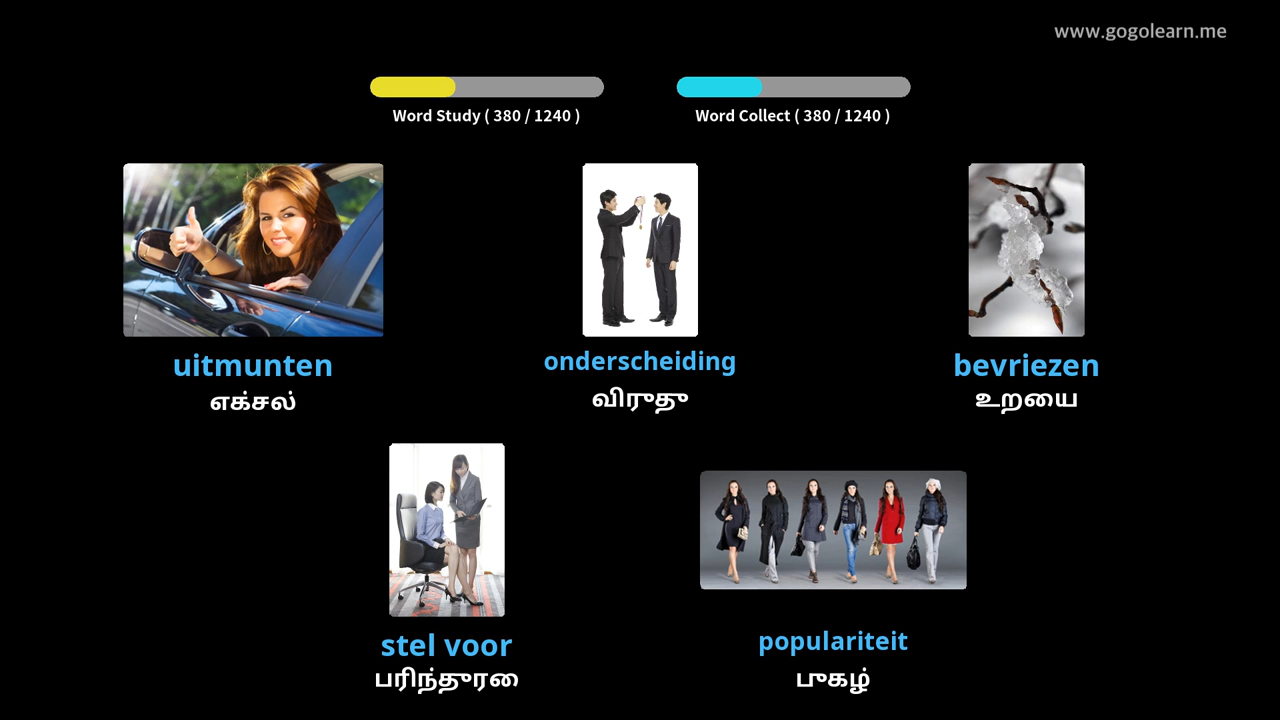 www.gogolearn.me
Word Study ( 380 / 1240 )
Word Collect ( 380 / 1240 )
uitmunten
எக்சல்
onderscheiding
விருது
bevriezen
உறையை
stel voor
பரிந்துரை
populariteit
புகழ்